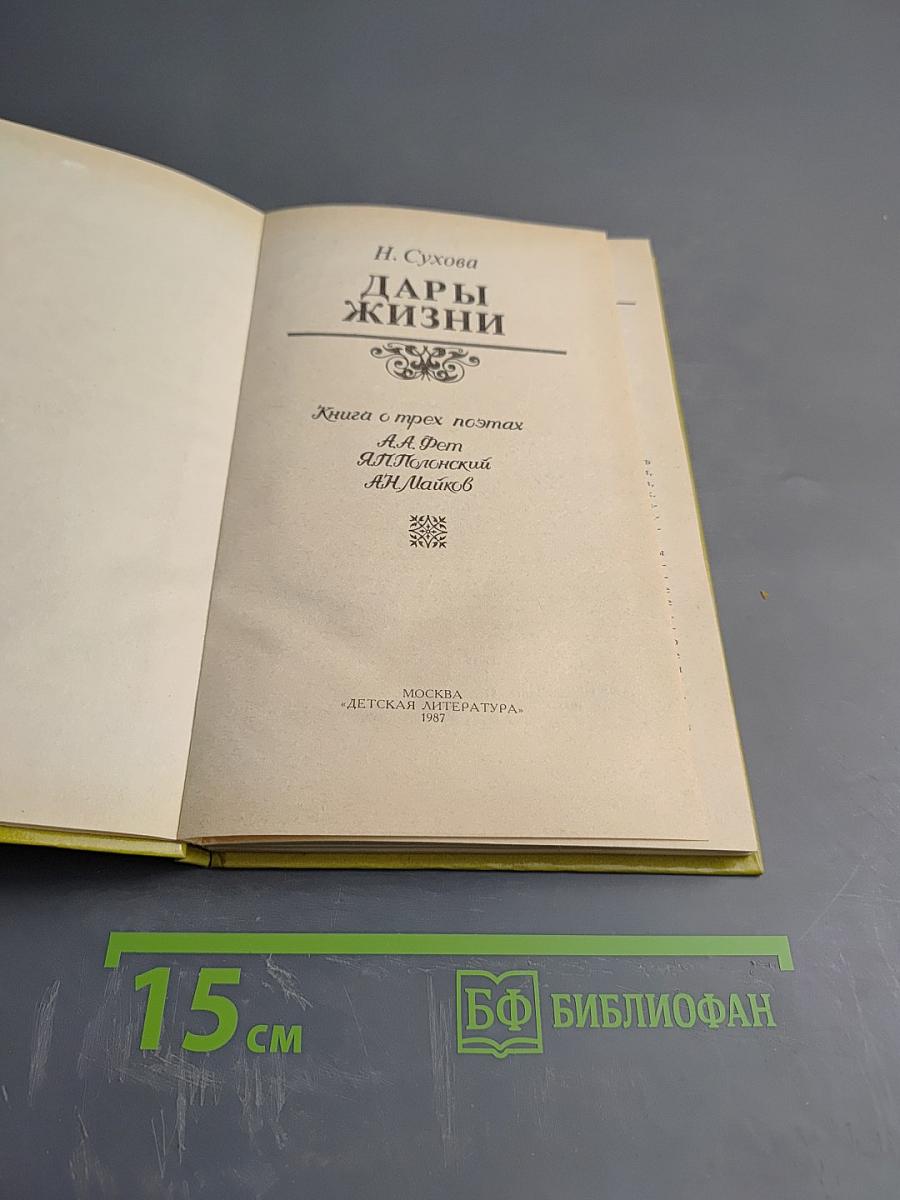 Н. Сухова
ДАРЫ
ЖИЗНИ
Книга о трех поэтах
А.А. Фет
Я.П. Полонский
А.Н. Майков
МОСКВА
«ДЕТСКАЯ ЛИТЕРАТУРА»
1987
15 см
БФ БИБЛИОФАН